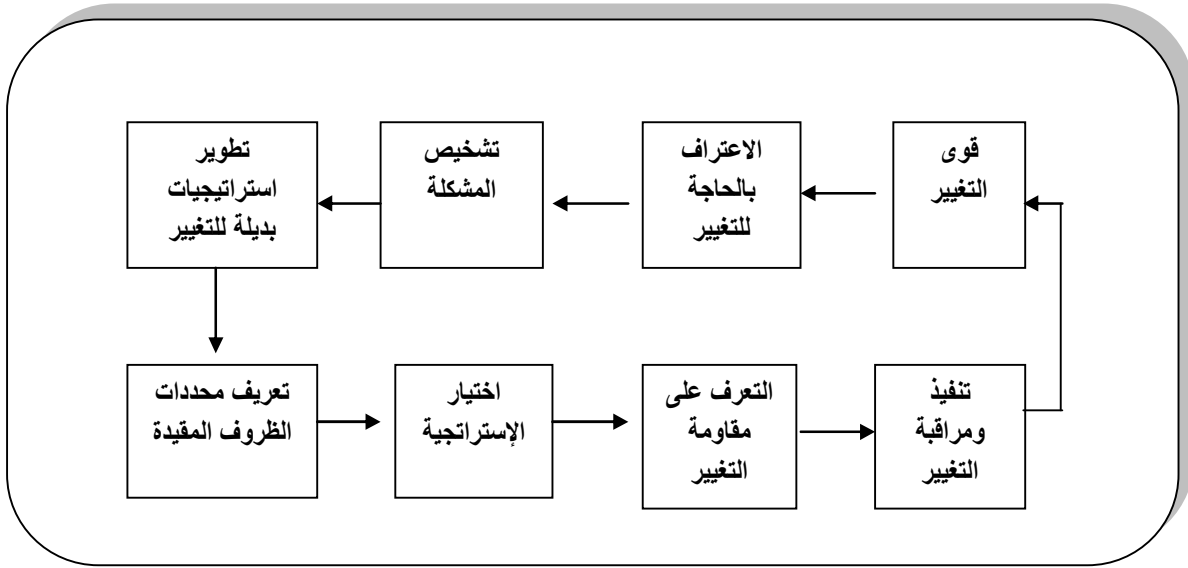 قوى
التغيير
الاعتراف
بالحاجة
للتغيير
تشخيص
المشكلة
تطوير
استراتيجيات
بديلة للتغيير
تعريف محددات
الظروف المقيدة
اختيار
الإستراتجية
التعرف على
مقاومة
التغيير
تنفيذ
ومراقبة
التغيير